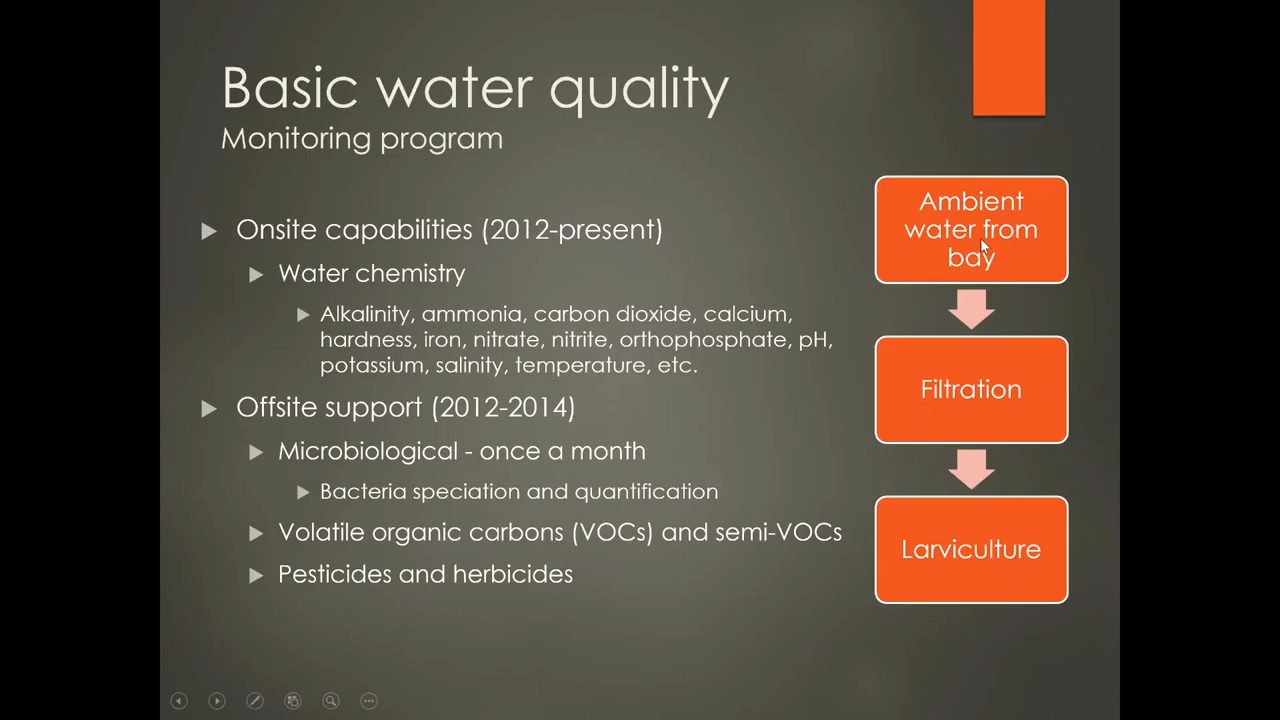 Basic water quality
Monitoring program
Onsite capabilities (2012-present)
Water chemistry
Alkalinity, ammonia, carbon dioxide, calcium,
hardness, iron, nitrate, nitrite, orthophosphate, pH,
potassium, salinity, temperature, etc.
Offsite support (2012-2014)
Microbiological - once a month
Bacteria speciation and quantification
Volatile organic carbons (VOCs) and semi-VOCs
Pesticides and herbicides
Ambient
water from
bay
Filtration
Larviculture